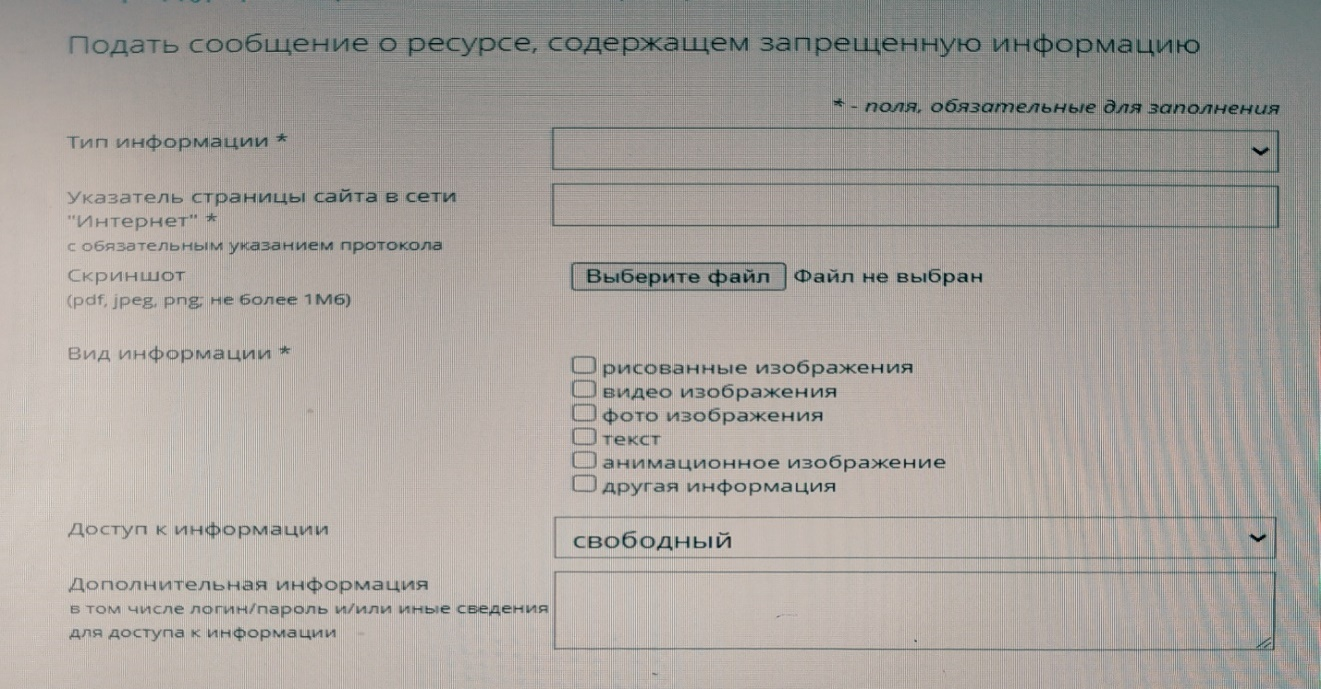 Подать сообщение о ресурсе, содержащем запрещенную информацию
* - поля, обязательные для заполнения
Тип информации *
Указатель страницы сайта в сети
"Интернет" *
с обязательным указанием протокола
Скриншот
(pdf, jpeg, png; не более 1Мб)
Выберите файл Файл не выбран
Вид информации *
рисованные изображения
видео изображения
фото изображения
текст
анимационное изображение
другая информация
Доступ к информации
свободный
Дополнительная информация
в том числе логин/пароль и/или иные сведения
для доступа к информации